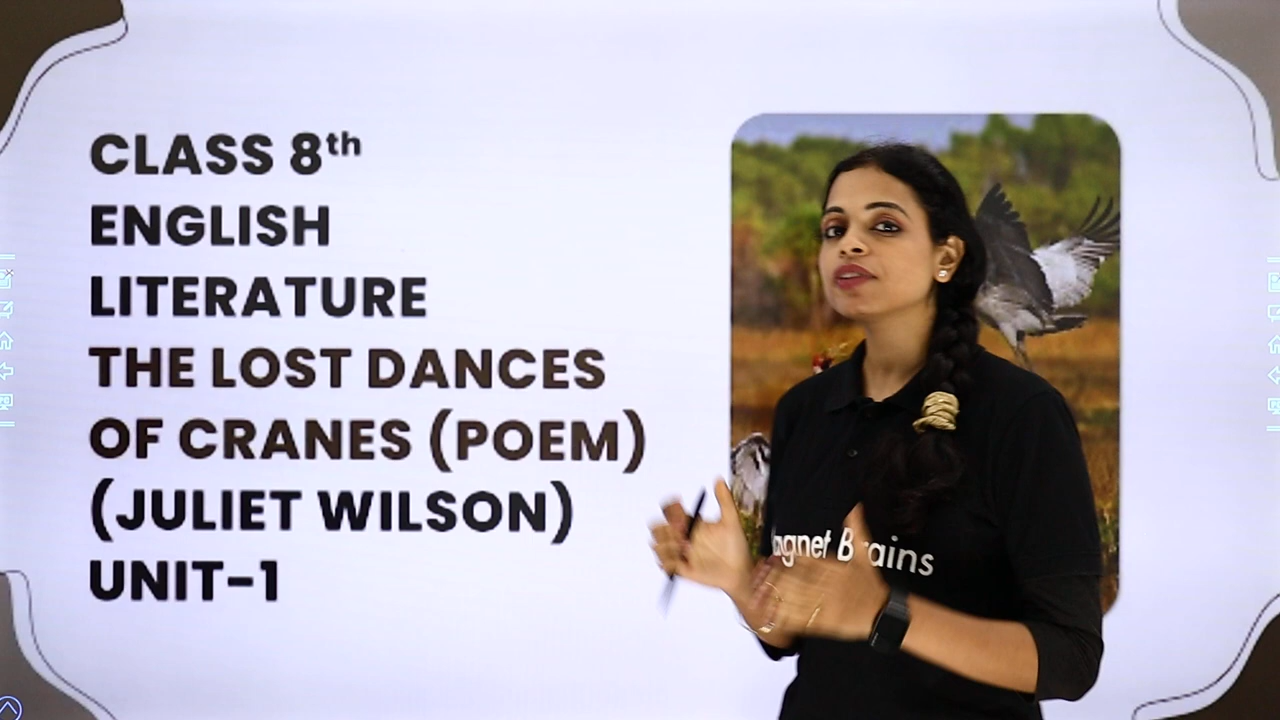 CLASS 8th
ENGLISH
LITERATURE
THE LOST DANCES
OF CRANES (POEM)
(JULIET WILSON)
UNIT-1
agnet Brains